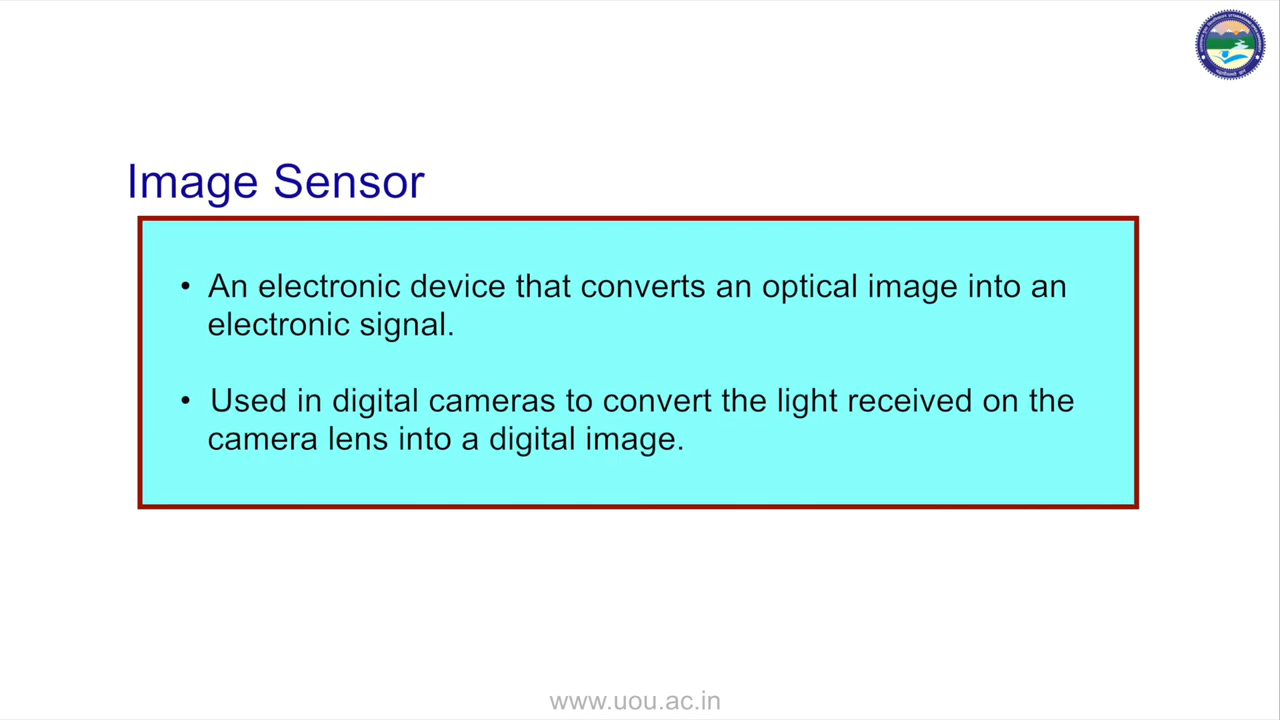 Image Sensor
• An electronic device that converts an optical image into an
electronic signal.
• Used in digital cameras to convert the light received on the
camera lens into a digital image.
www.uou.ac.in